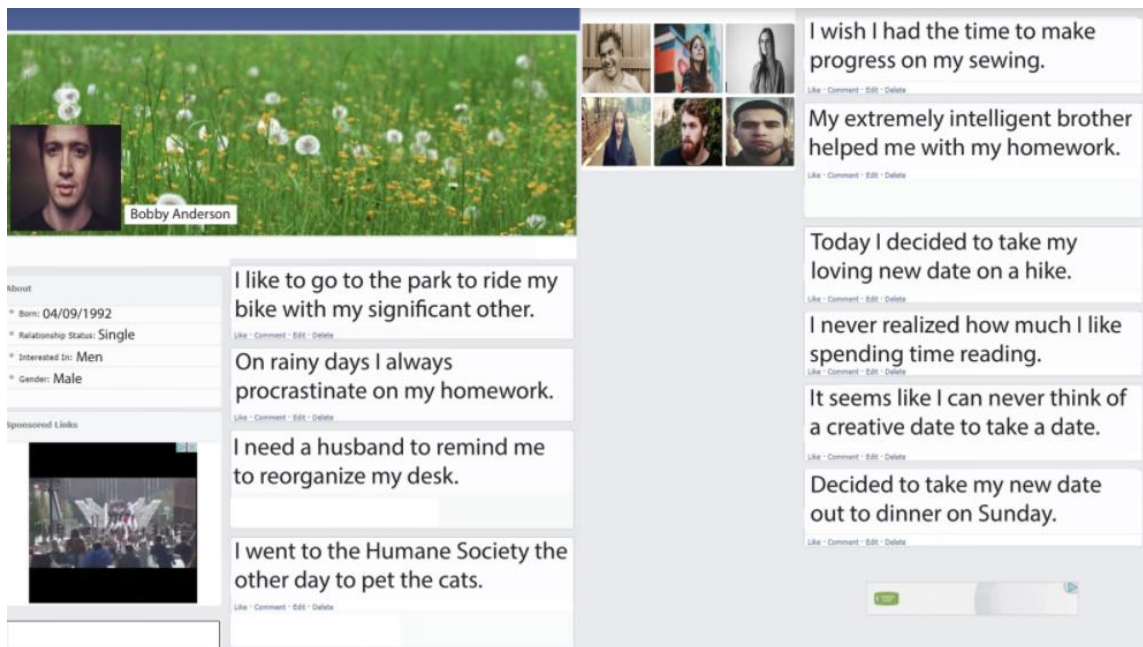 Bobby Anderson
About
Born: 04/09/1992
Relationship Status: Single
Interested In: Men
Gender: Male
Sponsored Links
I like to go to the park to ride my
bike with my significant other.
Like · Comment · Edit · Delete
On rainy days I always
procrastinate on my homework.
Like · Comment · Edit · Delete
I need a husband to remind me
to reorganize my desk.
I went to the Humane Society the
other day to pet the cats.
Like · Comment · Edit · Delete
I wish I had the time to make
progress on my sewing.
Like · Comment · Edit · Delete
My extremely intelligent brother
helped me with my homework.
Like · Comment · Edit · Delete
Today I decided to take my
loving new date on a hike.
Like · Comment · Edit · Delete
I never realized how much I like
spending time reading.
Like · Comment · Edit · Delete
It seems like I can never think of
a creative date to take a date.
Like · Comment · Edit · Delete
Decided to take my new date
out to dinner on Sunday.
Like · Comment · Edit · Delete